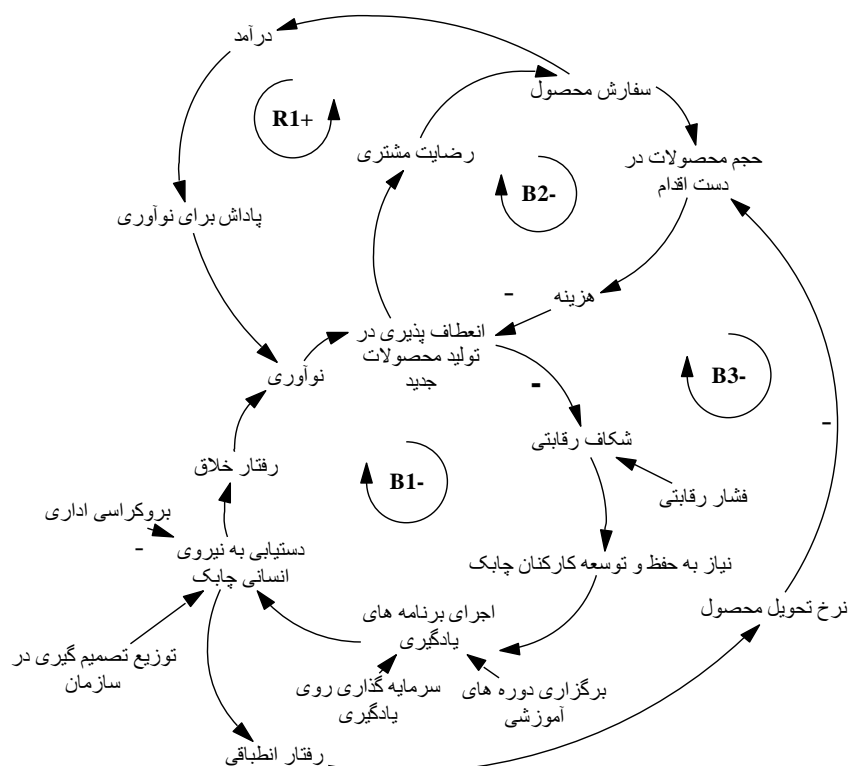 درآمد
سفارش محصول
R1+
رضایت مشتری
حجم محصولات در
دست اقدام
B2-
پاداش برای نوآوری
-
هزینه
انعطاف پذیری در
تولید محصولات
جدید
نوآوری
-
B3-
شکاف رقابتی
-
رفتار خلاق
B1-
فشار رقابتی
بروکراسی اداری
-
دستیابی به نیروی
انسانی چابک
نیاز به حفظ و توسعه کارکنان چابک
نرخ تحویل محصول
اجرای برنامه های
یادگیری
توزیع تصمیم گیری در
سازمان
سرمایه گذاری روی
یادگیری
برگزاری دوره های
آموزشی
رفتار انطباقی